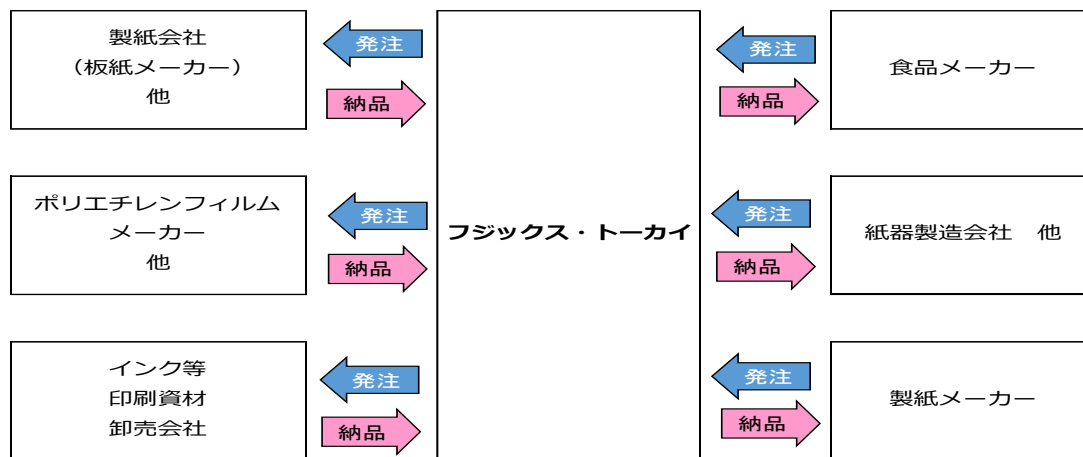 製紙会社
（板紙メーカー）
他
発注
納品
ポリエチレンフィルム
メーカー
他
発注
納品
インク等
印刷資材
卸売会社
発注
納品
フジックス・トーカイ
発注
納品
食品メーカー
発注
納品
紙器製造会社　他
発注
納品
製紙メーカー